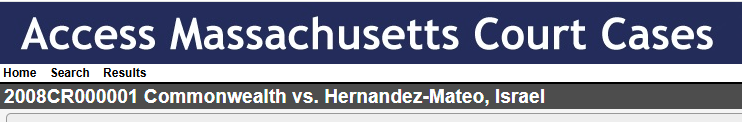 Access Massachusetts Court Cases
Home Search Results
2008CR000001 Commonwealth vs. Hernandez-Mateo, Israel